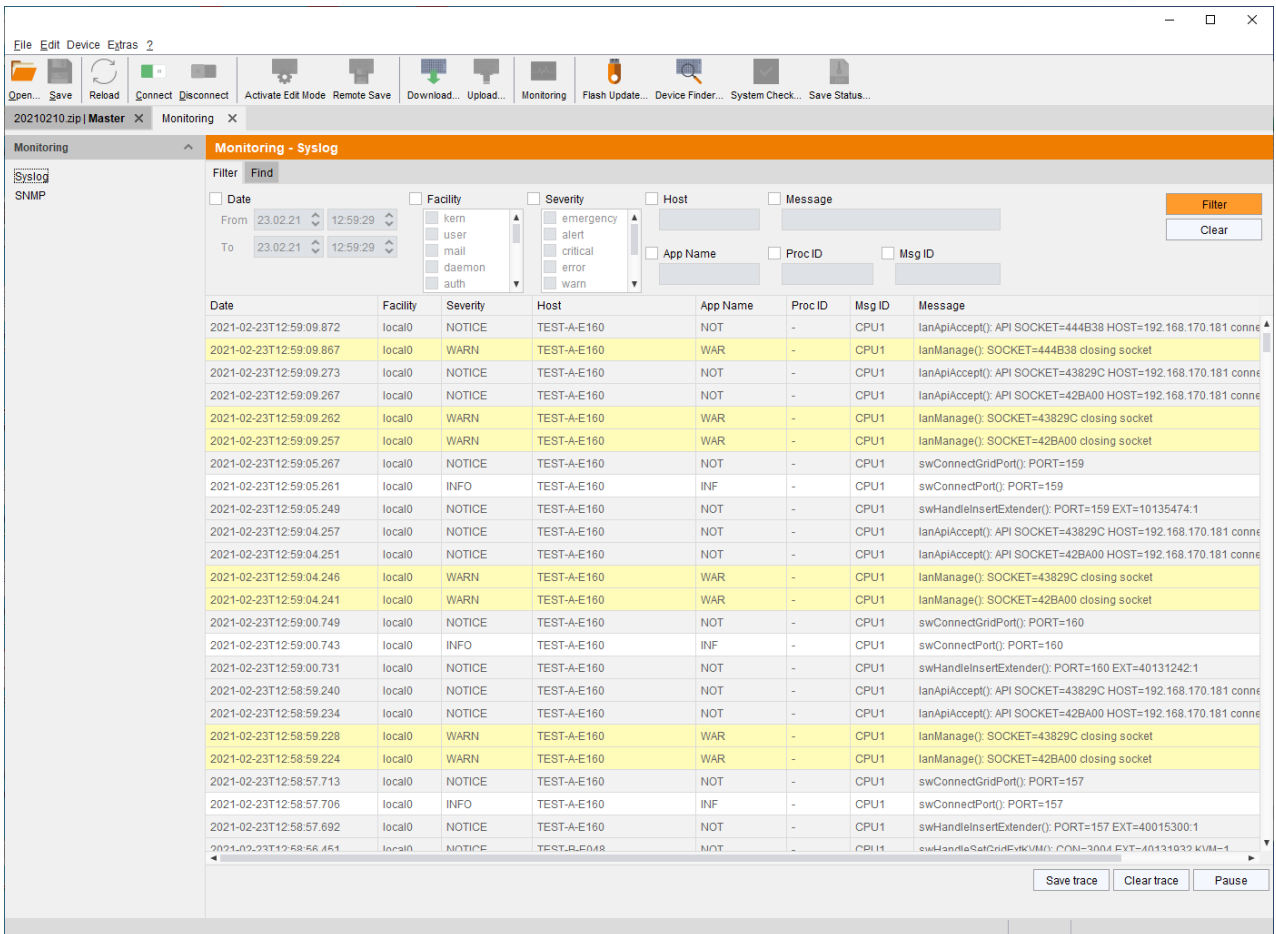 File Edit Device Extras ?
Open... Save Reload Connect Disconnect Activate Edit Mode Remote Save Download... Upload... Monitoring Flash Update... Device Finder... System Check... Save Status...
20210210.zip | Master Monitoring
Monitoring
Syslog
SNMP
Monitoring - Syslog
Filter Find
Date Facility Severity Host Message
From 23.02.21 12:59:29
To 23.02.21 12:59:29
kern
user
mail
daemon
auth
emergency
alert
critical
error
warn
App Name Proc ID Msg ID
Filter
Clear
Date Facility Severity Host App Name Proc ID Msg ID Message
2021-02-23T12:59:09.872 local0 NOTICE TEST-A-E160 NOT - CPU1 lanApiAccept(): API SOCKET=444B38 HOST=192.168.170.181 conne
2021-02-23T12:59:09.867 local0 WARN TEST-A-E160 WAR - CPU1 lanManage(): SOCKET=444B38 closing socket
2021-02-23T12:59:09.273 local0 NOTICE TEST-A-E160 NOT - CPU1 lanApiAccept(): API SOCKET=43829C HOST=192.168.170.181 conne
2021-02-23T12:59:09.267 local0 NOTICE TEST-A-E160 NOT - CPU1 lanApiAccept(): API SOCKET=42BA00 HOST=192.168.170.181 conne
2021-02-23T12:59:09.262 local0 WARN TEST-A-E160 WAR - CPU1 lanManage(): SOCKET=43829C closing socket
2021-02-23T12:59:09.257 local0 WARN TEST-A-E160 WAR - CPU1 lanManage(): SOCKET=42BA00 closing socket
2021-02-23T12:59:05.267 local0 NOTICE TEST-A-E160 NOT - CPU1 swConnectGridPort(): PORT=159
2021-02-23T12:59:05.261 local0 INFO TEST-A-E160 INF - CPU1 swConnectPort(): PORT=159
2021-02-23T12:59:05.249 local0 NOTICE TEST-A-E160 NOT - CPU1 swHandleInsertExtender(): PORT=159 EXT=10135474:1
2021-02-23T12:59:04.257 local0 NOTICE TEST-A-E160 NOT - CPU1 lanApiAccept(): API SOCKET=43829C HOST=192.168.170.181 conne
2021-02-23T12:59:04.251 local0 NOTICE TEST-A-E160 NOT - CPU1 lanApiAccept(): API SOCKET=42BA00 HOST=192.168.170.181 conne
2021-02-23T12:59:04.246 local0 WARN TEST-A-E160 WAR - CPU1 lanManage(): SOCKET=43829C closing socket
2021-02-23T12:59:04.241 local0 WARN TEST-A-E160 WAR - CPU1 lanManage(): SOCKET=42BA00 closing socket
2021-02-23T12:59:00.749 local0 NOTICE TEST-A-E160 NOT - CPU1 swConnectGridPort(): PORT=160
2021-02-23T12:59:00.743 local0 INFO TEST-A-E160 INF - CPU1 swConnectPort(): PORT=160
2021-02-23T12:59:00.731 local0 NOTICE TEST-A-E160 NOT - CPU1 swHandleInsertExtender(): PORT=160 EXT=40131242:1
2021-02-23T12:58:59.240 local0 NOTICE TEST-A-E160 NOT - CPU1 lanApiAccept(): API SOCKET=43829C HOST=192.168.170.181 conne
2021-02-23T12:58:59.234 local0 NOTICE TEST-A-E160 NOT - CPU1 lanApiAccept(): API SOCKET=42BA00 HOST=192.168.170.181 conne
2021-02-23T12:58:59.228 local0 WARN TEST-A-E160 WAR - CPU1 lanManage(): SOCKET=43829C closing socket
2021-02-23T12:58:59.224 local0 WARN TEST-A-E160 WAR - CPU1 lanManage(): SOCKET=42BA00 closing socket
2021-02-23T12:58:57.713 local0 NOTICE TEST-A-E160 NOT - CPU1 swConnectGridPort(): PORT=157
2021-02-23T12:58:57.706 local0 INFO TEST-A-E160 INF - CPU1 swConnectPort(): PORT=157
2021-02-23T12:58:57.692 local0 NOTICE TEST-A-E160 NOT - CPU1 swHandleInsertExtender(): PORT=157 EXT=40015300:1
2021-02-23T12:58:56.451 local0 NOTICE TEST-B-E048 NOT - CPU1 swHandleSetGridExtKVM(): CON=3004 EXT=40131932 KVM=1
Save trace Clear trace Pause